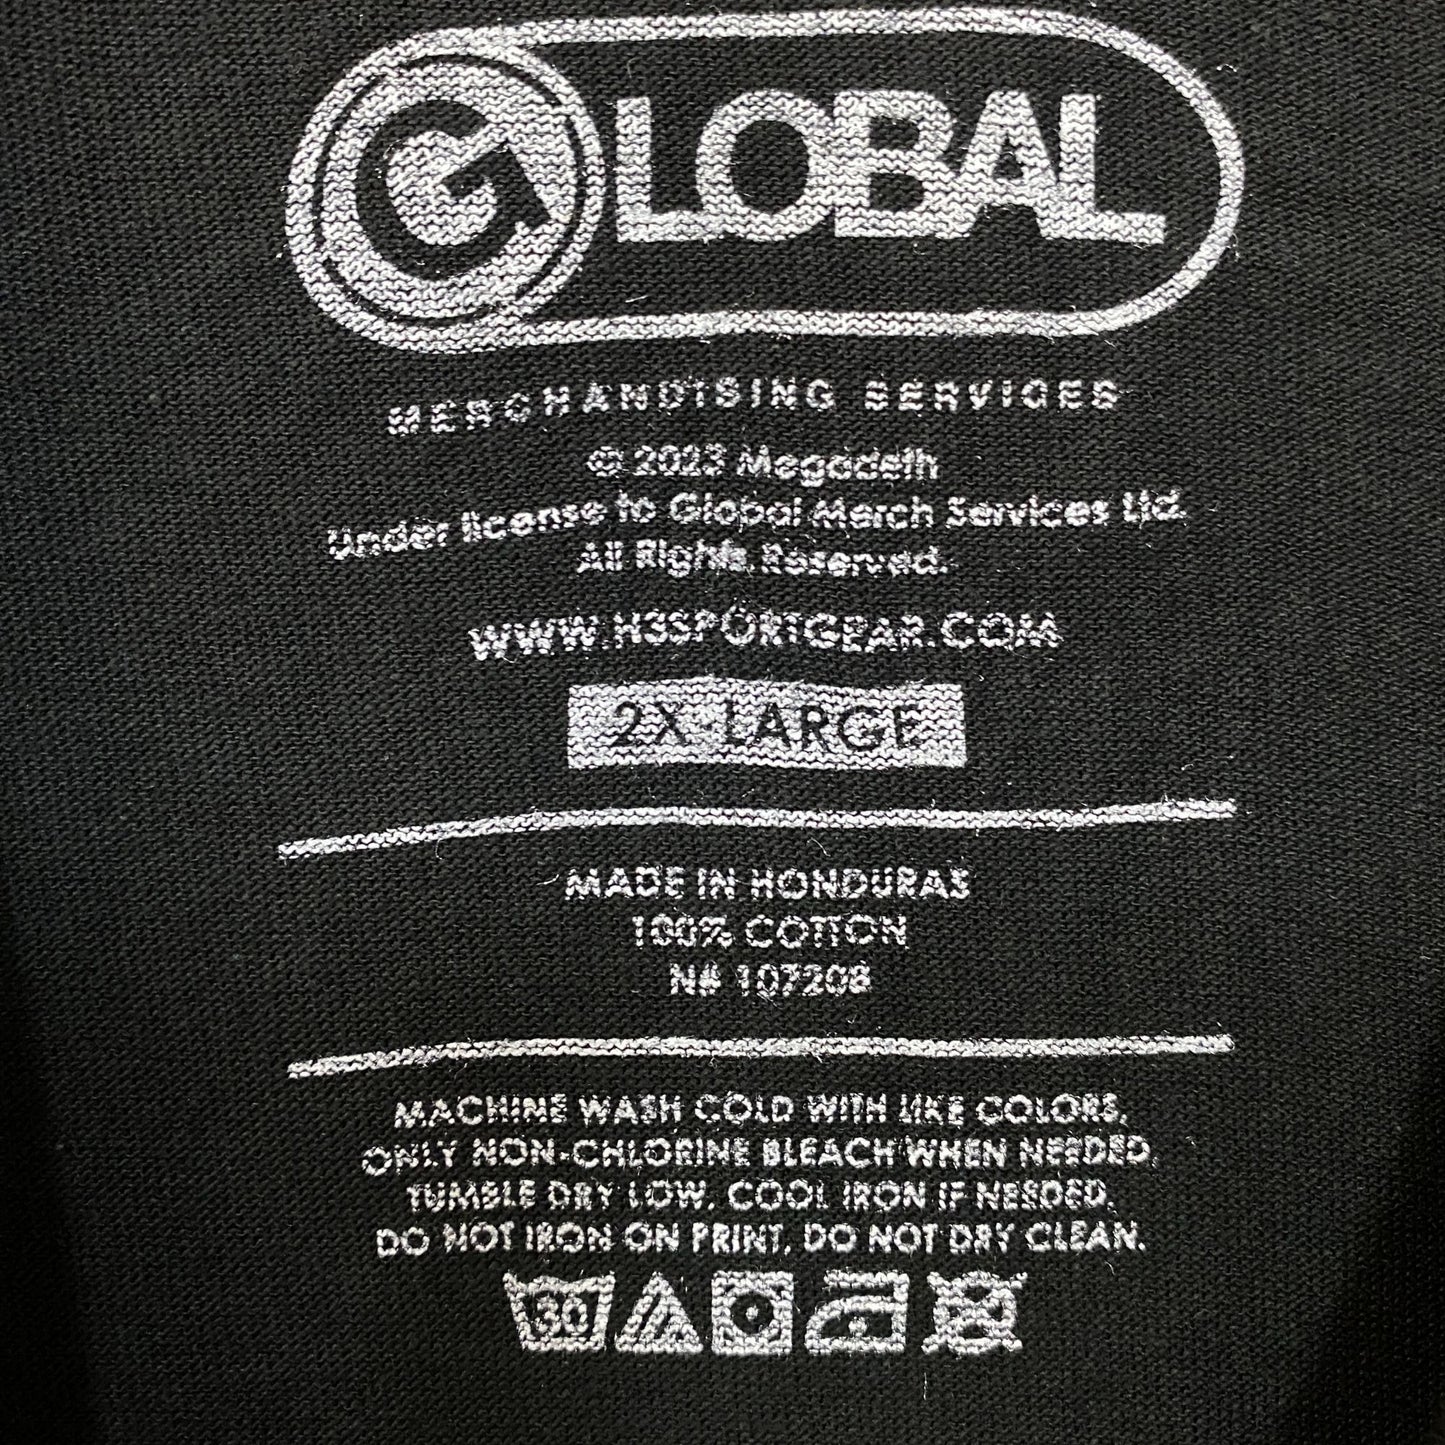 GLOBAL
MERCHANDISING SERVICES
© 2023 Megadeth
Under license to Global Merch Services Ltd.
All Rights Reserved.
WWW.H3SPORTGEAR.COM
2X-LARGE
MADE IN HONDURAS
100% COTTON
N# 107208
MACHINE WASH COLD WITH LIKE COLORS,
ONLY NON-CHLORINE BLEACH WHEN NEEDED,
TUMBLE DRY LOW, COOL IRON IF NEEDED,
DO NOT IRON ON PRINT, DO NOT DRY CLEAN.
30